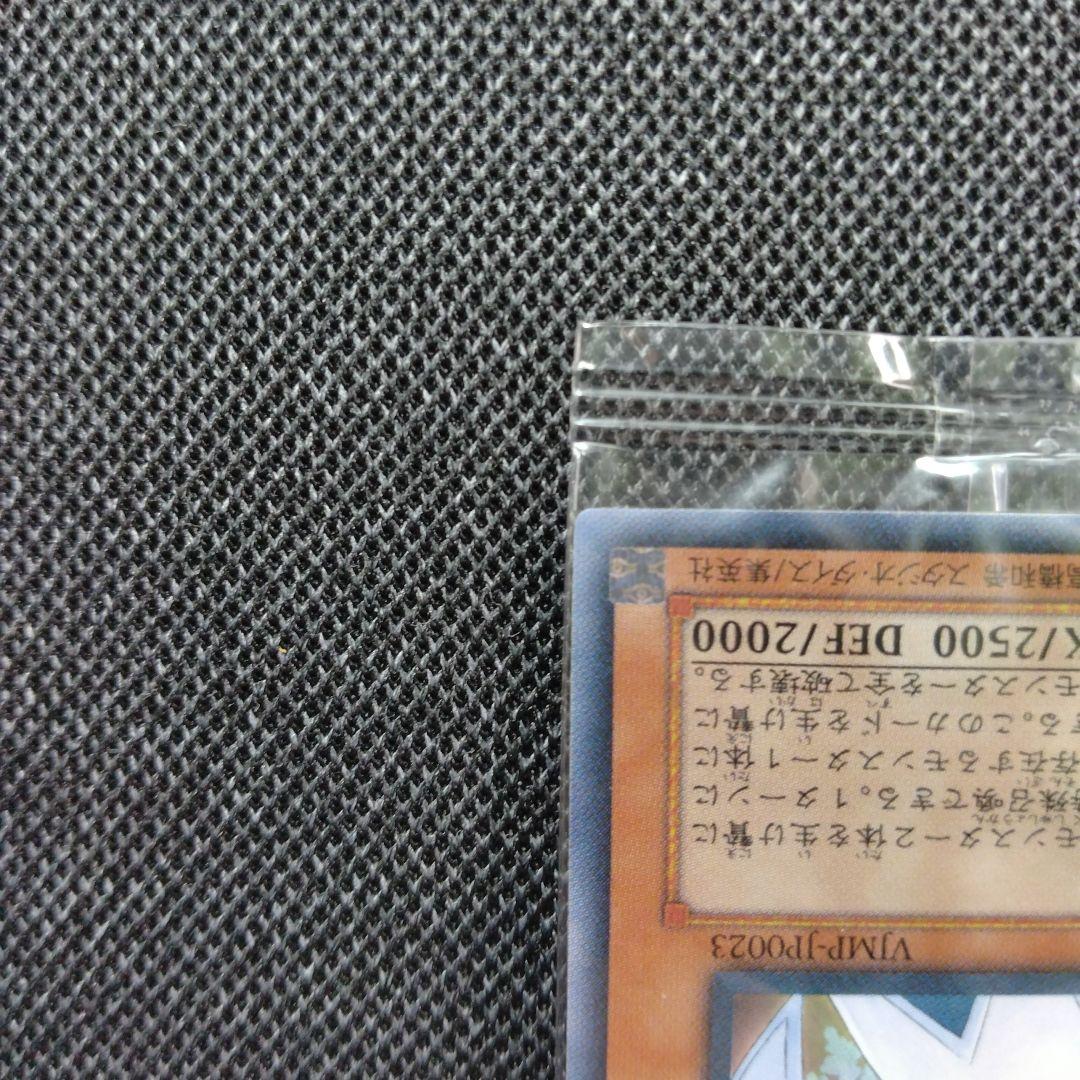 VJMP-JP0023
モンスター2体を生け贄に
殊召喚できる。1ターンに
存在するモンスター1体に
する。このカードを生け贄に
モンスターを全て破壊する。
K/2500 DEF/2000
高橋和希 スタジオ・ダイス/集英社